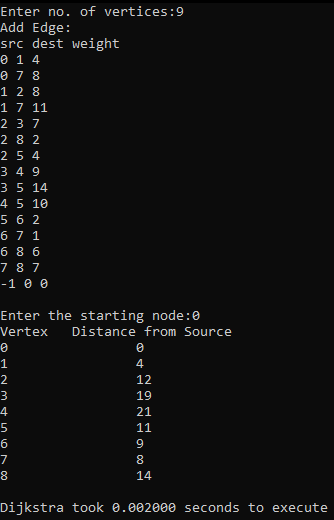 Enter no. of vertices:9
Add Edge:
src dest weight
0 1 4
0 7 8
1 2 8
1 7 11
2 3 7
2 8 2
2 5 4
3 4 9
3 5 14
4 5 10
5 6 2
6 7 1
6 8 6
7 8 7
-1 0 0
Enter the starting node:0
Vertex   Distance from Source
0                0
1                4
2                12
3                19
4                21
5                11
6                9
7                8
8                14
Dijkstra took 0.002000 seconds to execute